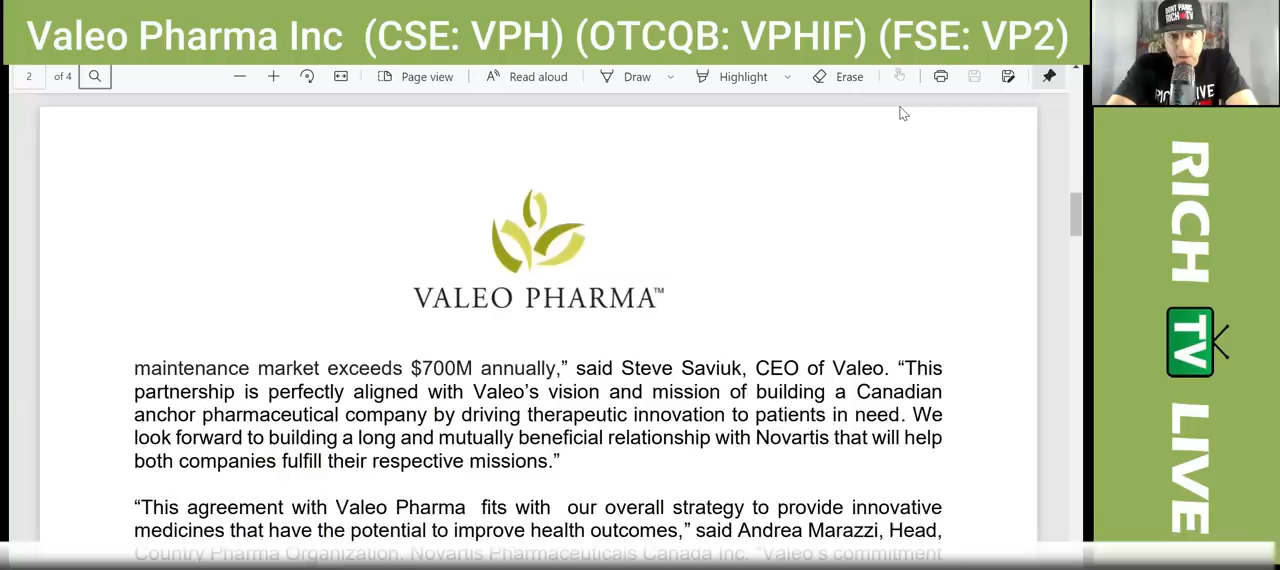 Valeo Pharma Inc (CSE: VPH) (OTCQB: VPHIF) (FSE: VP2)
DONT PANIC
RICH TV
2 of 4 Page view Read aloud Draw Highlight Erase
VALEO PHARMA™
maintenance market exceeds $700M annually,” said Steve Saviuk, CEO of Valeo. “This
partnership is perfectly aligned with Valeo’s vision and mission of building a Canadian
anchor pharmaceutical company by driving therapeutic innovation to patients in need. We
look forward to building a long and mutually beneficial relationship with Novartis that will help
both companies fulfill their respective missions.”
“This agreement with Valeo Pharma fits with our overall strategy to provide innovative
medicines that have the potential to improve health outcomes,” said Andrea Marazzi, Head,
Country Pharma Organization, Novartis Pharmaceuticals Canada Inc. “Valeo’s commitment
RICH
TV
LIVE